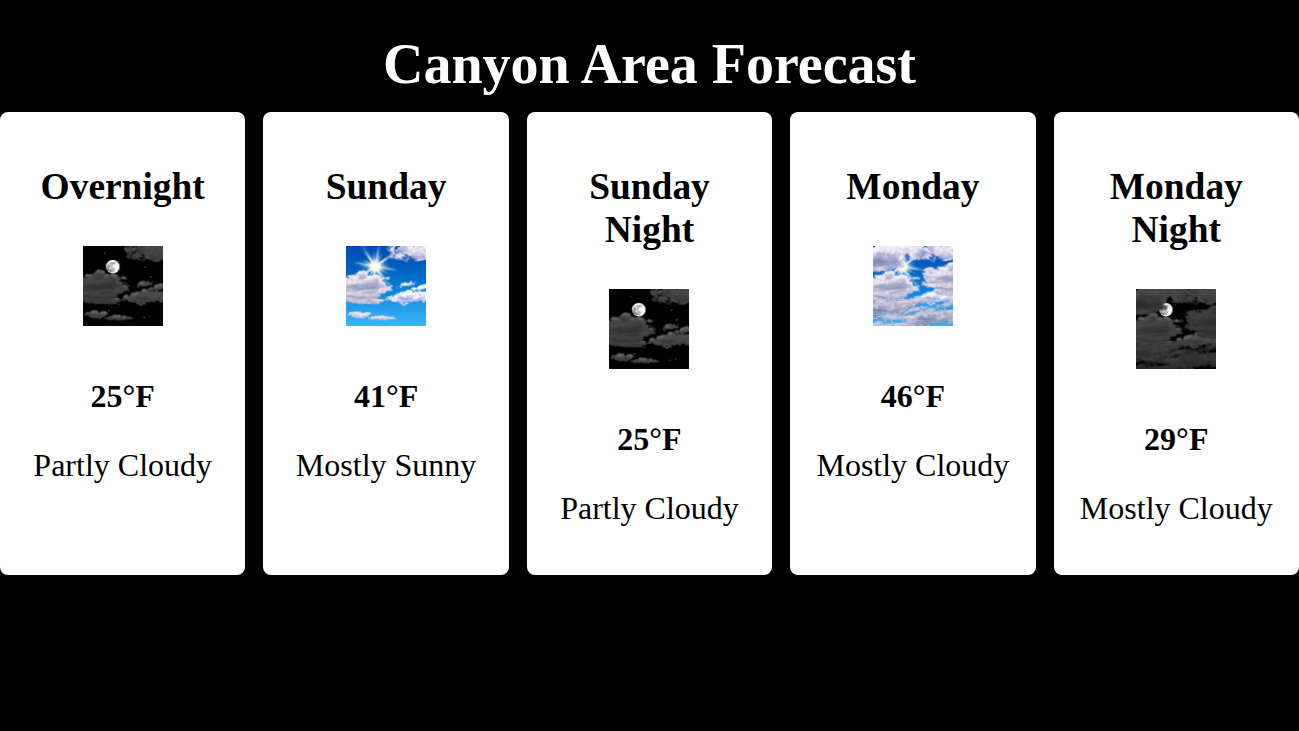 Canyon Area Forecast
Overnight
25°F
Partly Cloudy
Sunday
41°F
Mostly Sunny
Sunday
Night
25°F
Partly Cloudy
Monday
46°F
Mostly Cloudy
Monday
Night
29°F
Mostly Cloudy